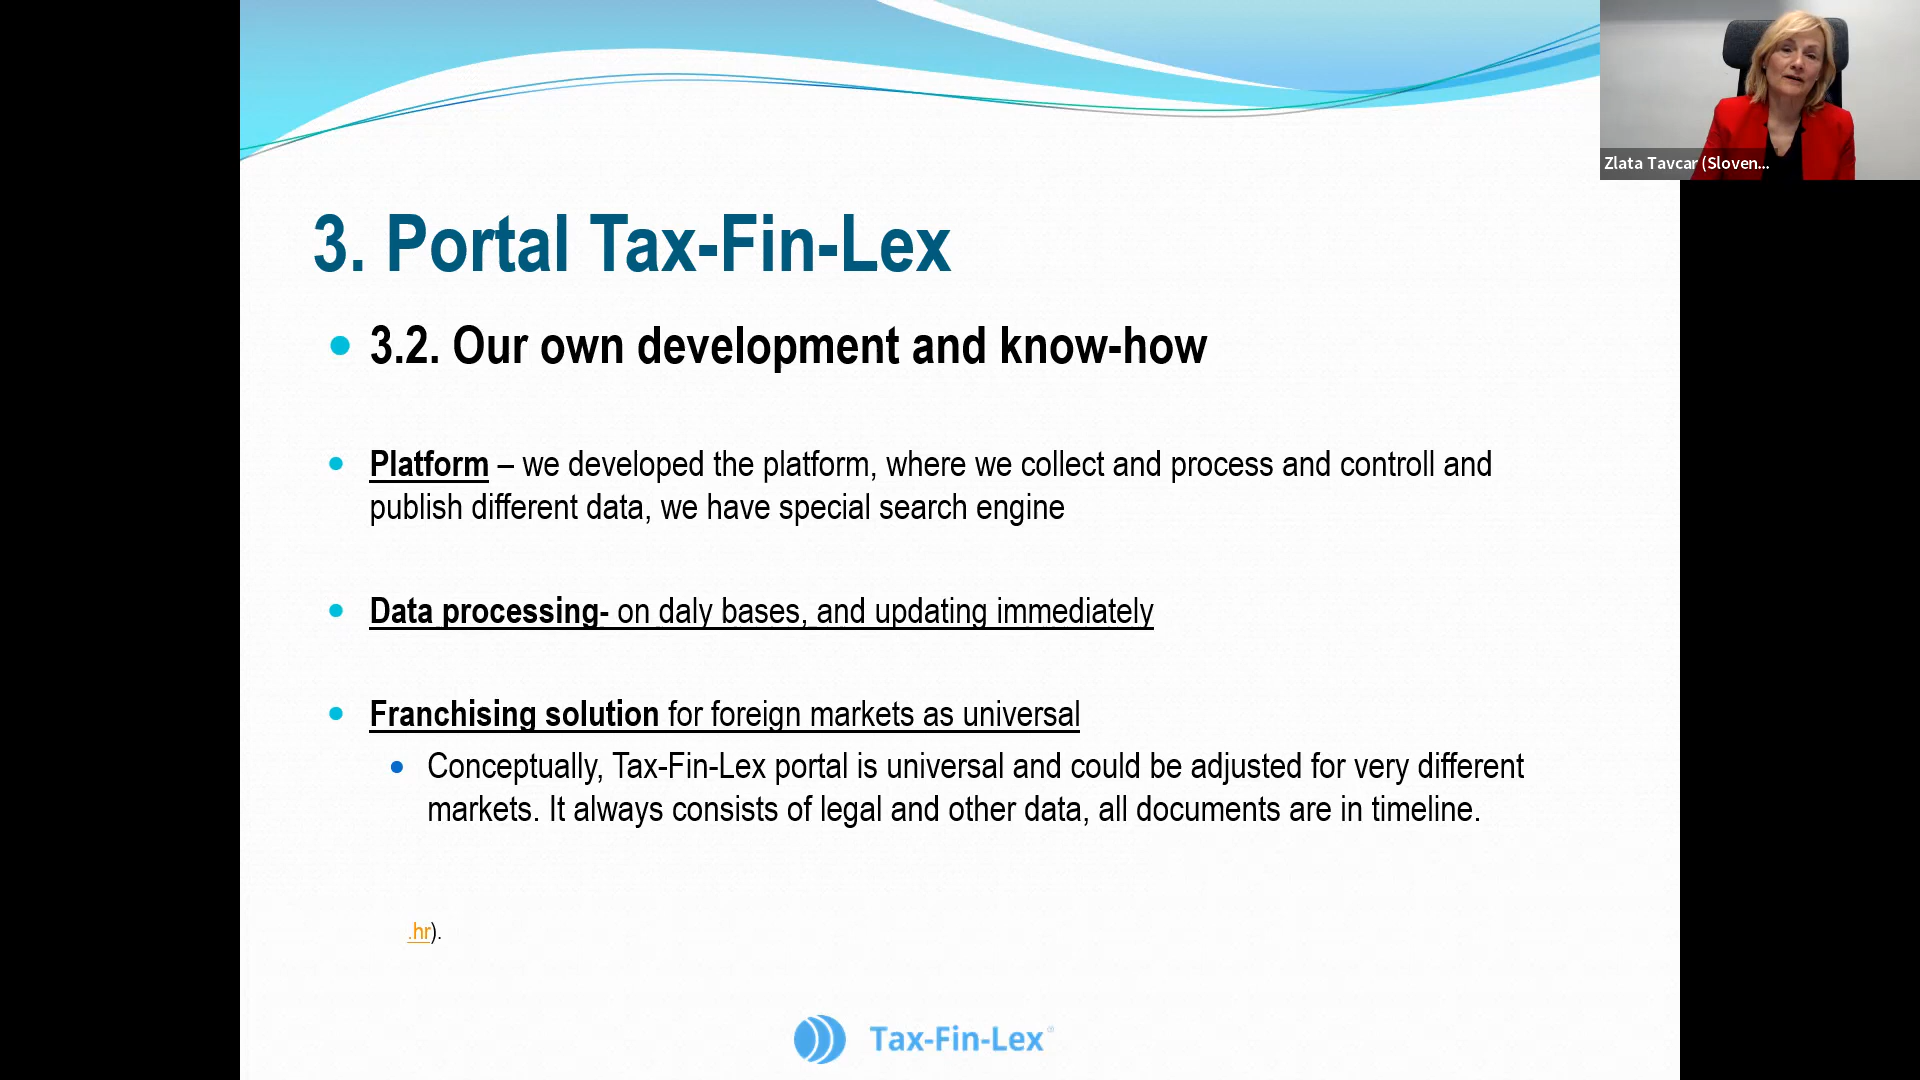 Zlata Tavcar (Sloven...
3. Portal Tax-Fin-Lex
3.2. Our own development and know-how
Platform – we developed the platform, where we collect and process and controll and
publish different data, we have special search engine
Data processing- on daly bases, and updating immediately
Franchising solution for foreign markets as universal
Conceptually, Tax-Fin-Lex portal is universal and could be adjusted for very different
markets. It always consists of legal and other data, all documents are in timeline.
.hr).
Tax-Fin-Lex®